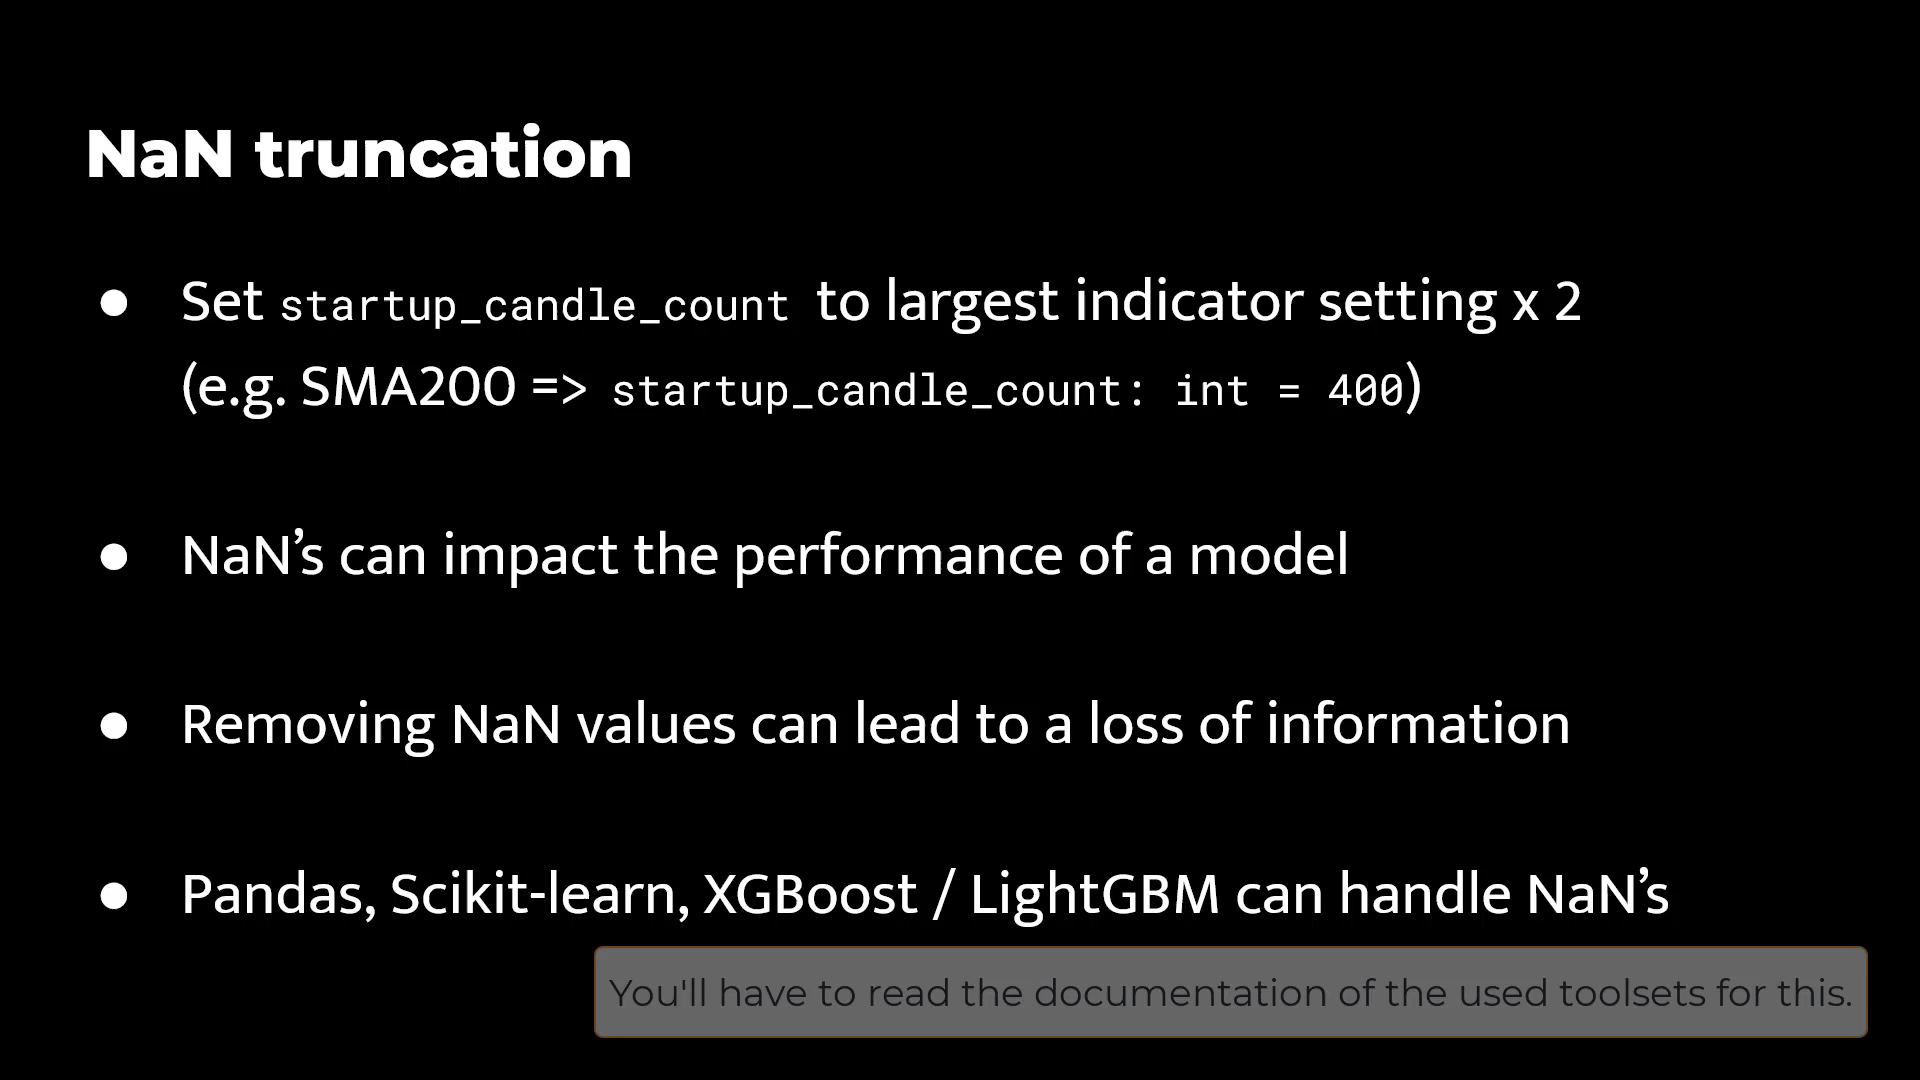 NaN truncation
● Set startup_candle_count to largest indicator setting x 2
(e.g. SMA200 => startup_candle_count: int = 400)
● NaN’s can impact the performance of a model
● Removing NaN values can lead to a loss of information
● Pandas, Scikit-learn, XGBoost / LightGBM can handle NaN’s
You'll have to read the documentation of the used toolsets for this.